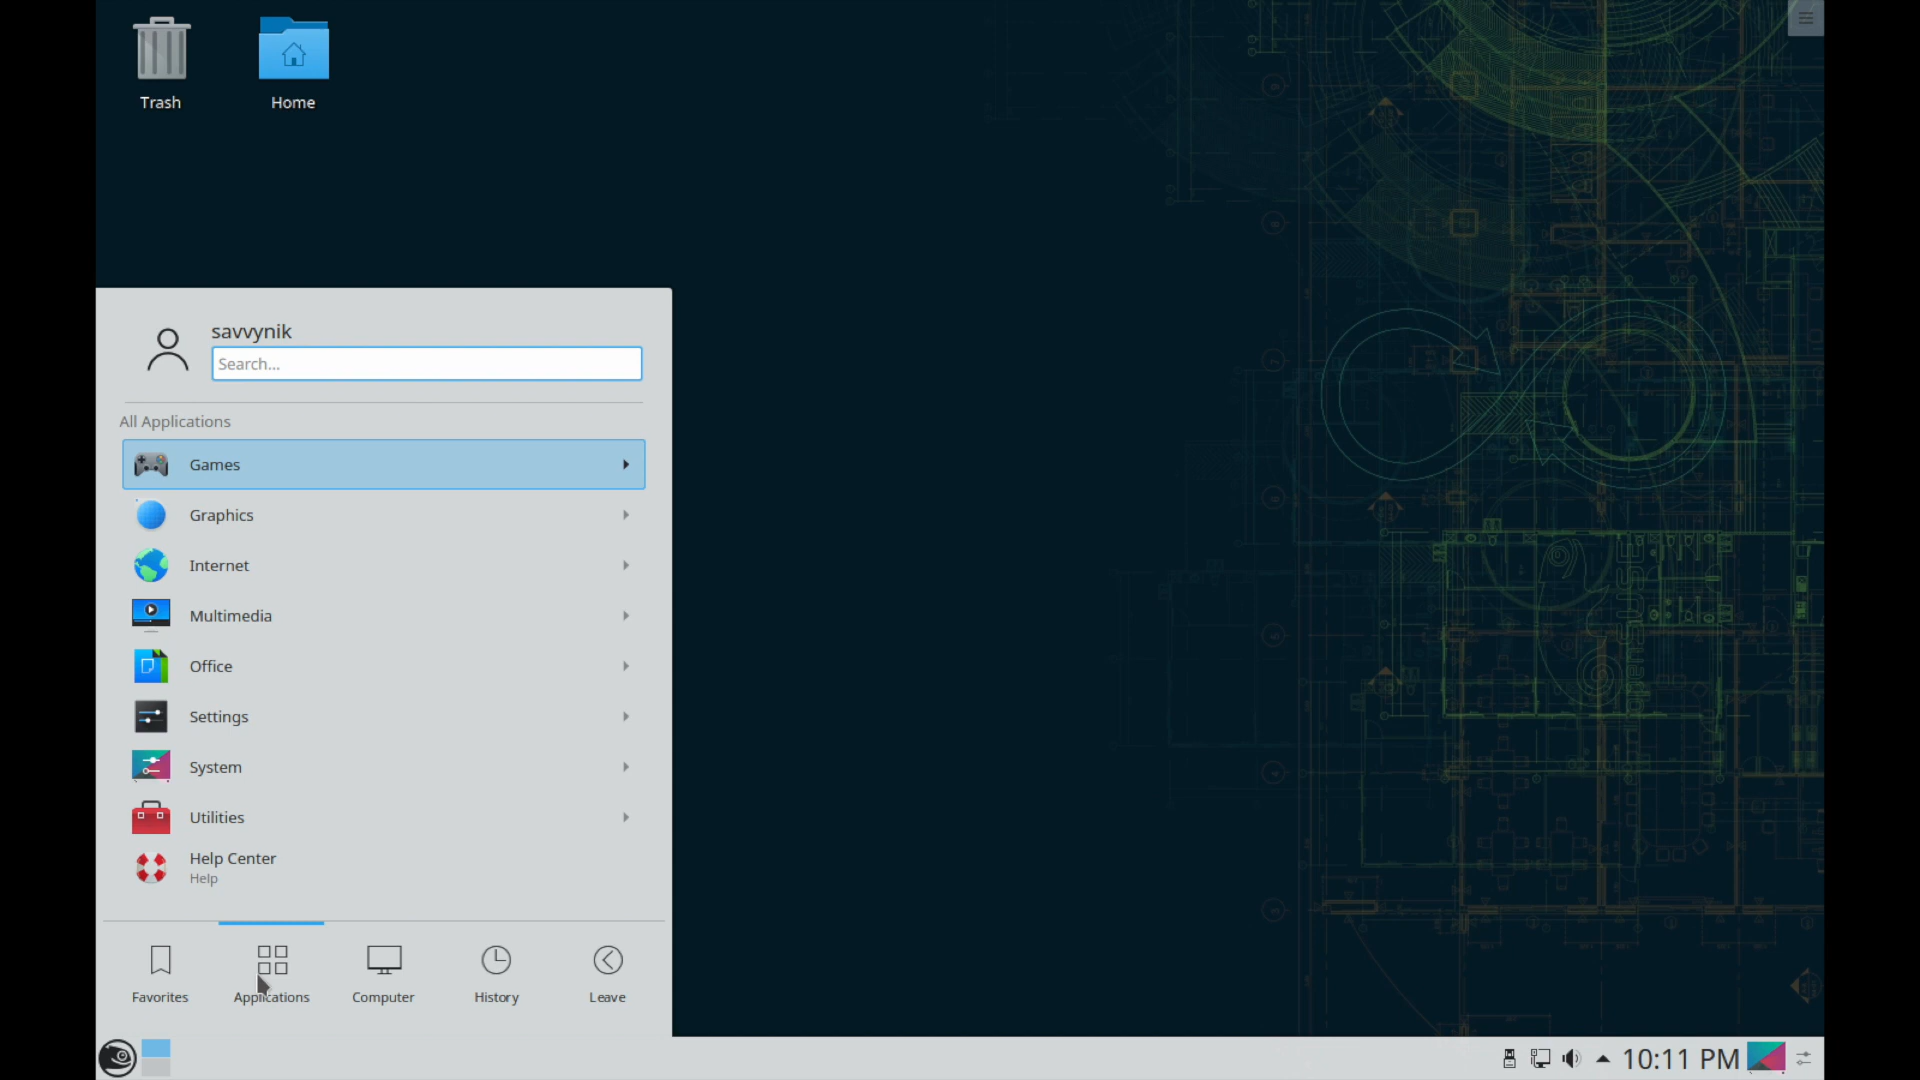 Trash
Home
savvynik
Search...
All Applications
Games
Graphics
Internet
Multimedia
Office
Settings
System
Utilities
Help Center
Help
Favorites
Applications
Computer
History
Leave
openSUSE
10:11 PM